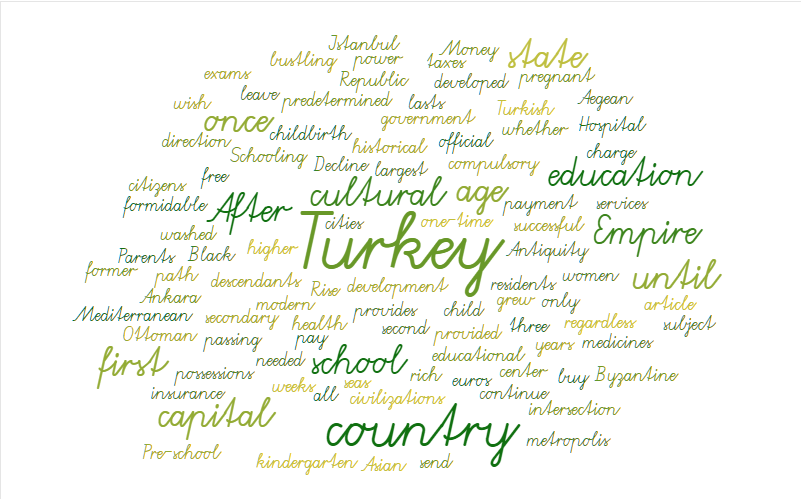 Istanbul
bustling power Money state
taxes
exams Republic developed pregnant
wish leave predetermined lasts Turkish Aegean
once childbirth government whether Hospital
direction historical official
Schooling Decline largest compulsory charge
citizens free cultural age education
formidable After payment services
washed cities one-time successful Empire
Parents Black higher Turkey Antiquity
former path descendants residents women until
Ankara modern Rise development grew only article
Mediterranean secondary health provides child three regardless subject
Ottoman passing pay second provided years medicines
first needed school educational
possessions rich center buy Byzantine
insurance weeks seas all civilizations euros continue
capital country intersection
metropolis
Pre-school kindergarten Asian send